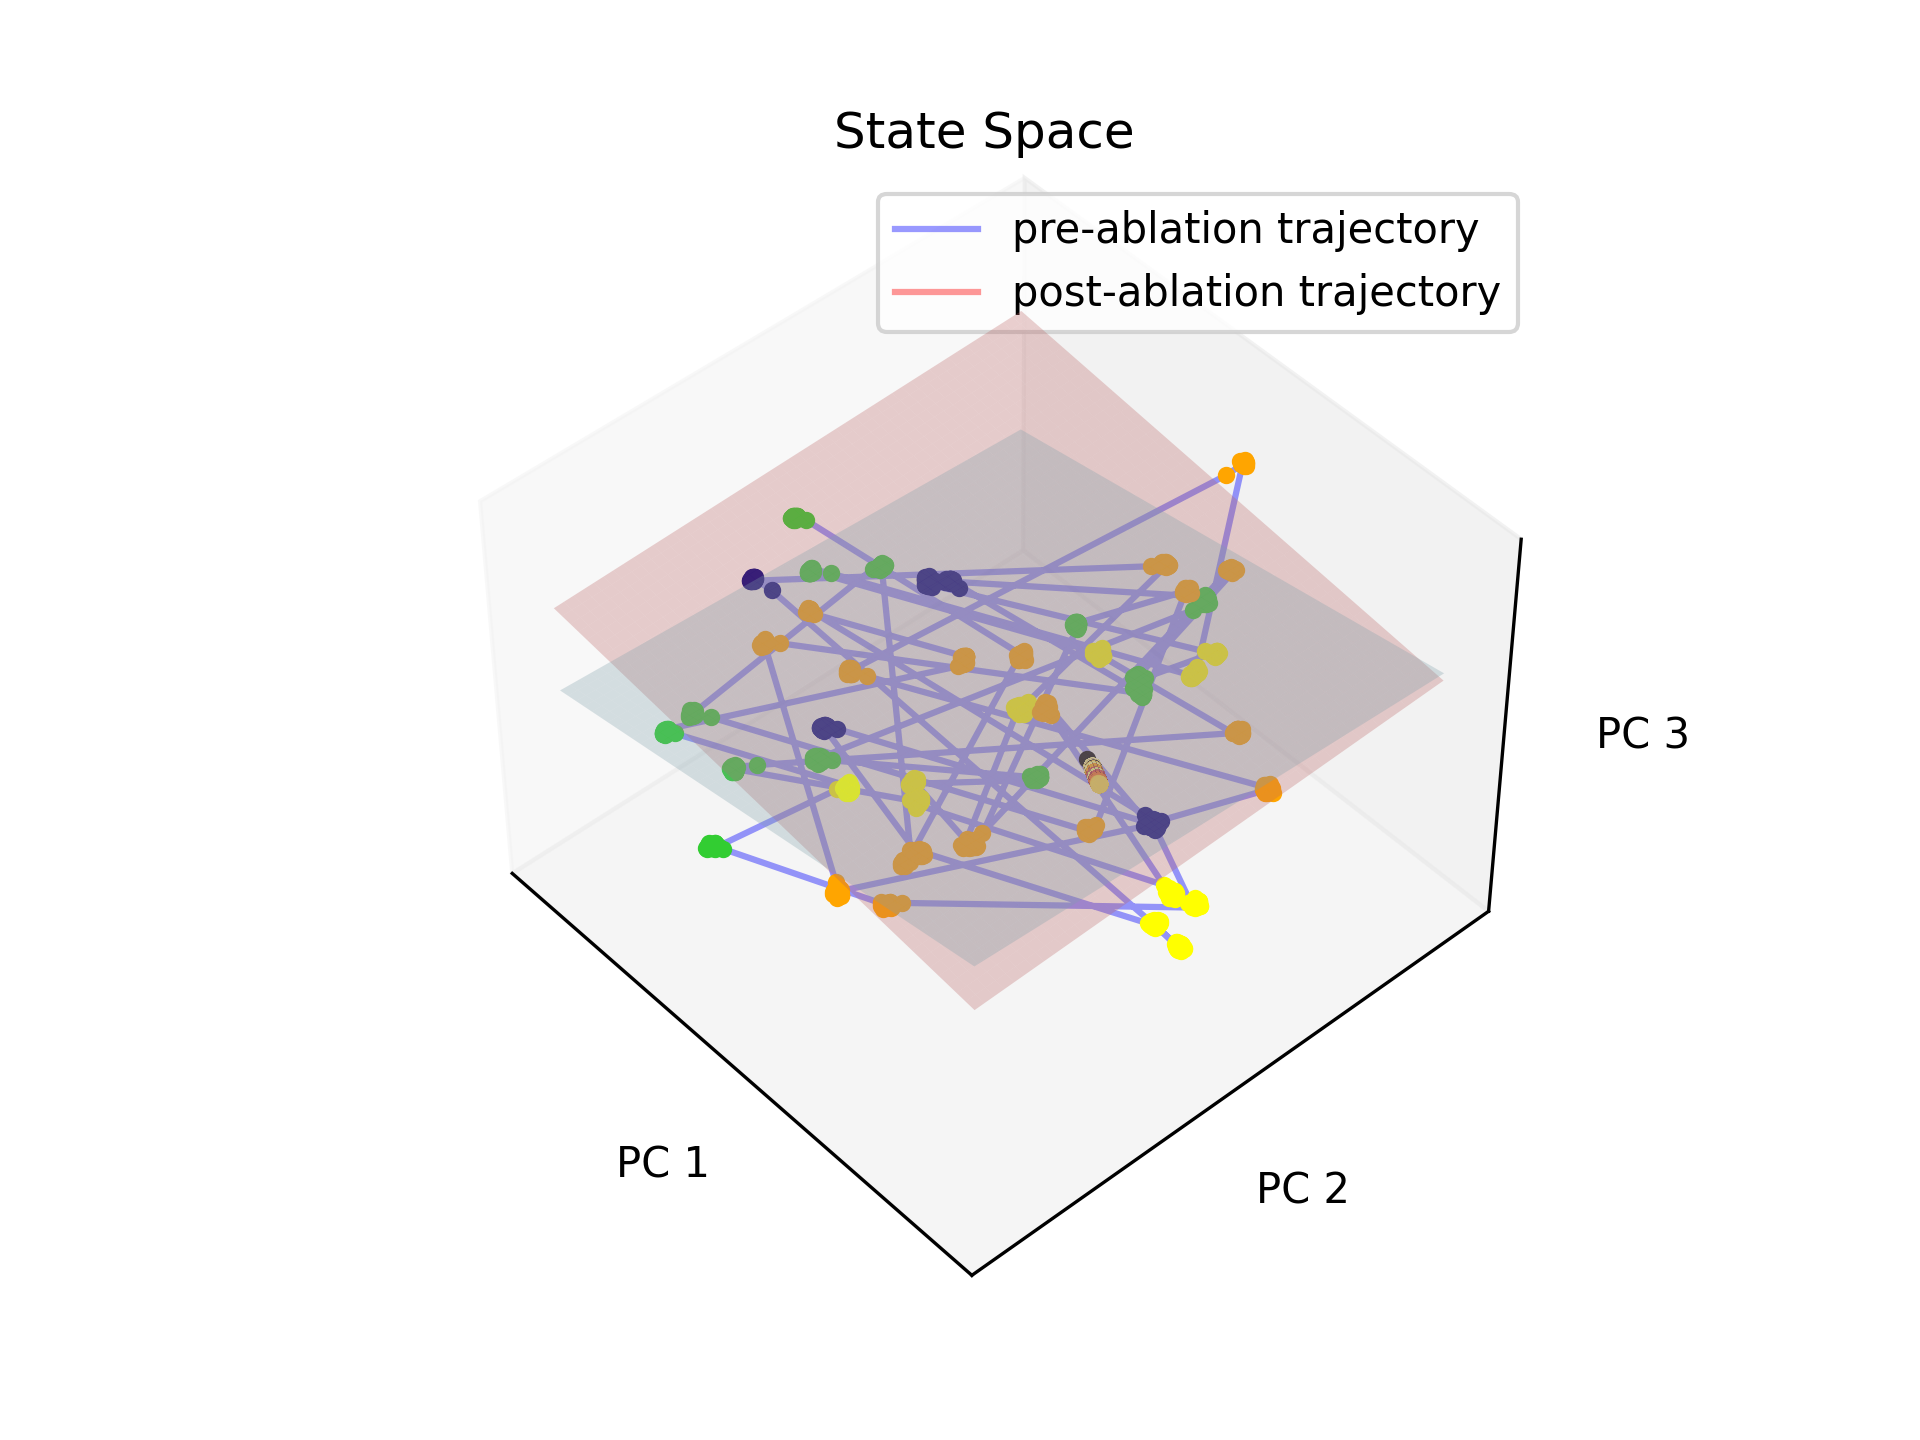 State Space
pre-ablation trajectory
post-ablation trajectory
PC 3
PC 1
PC 2